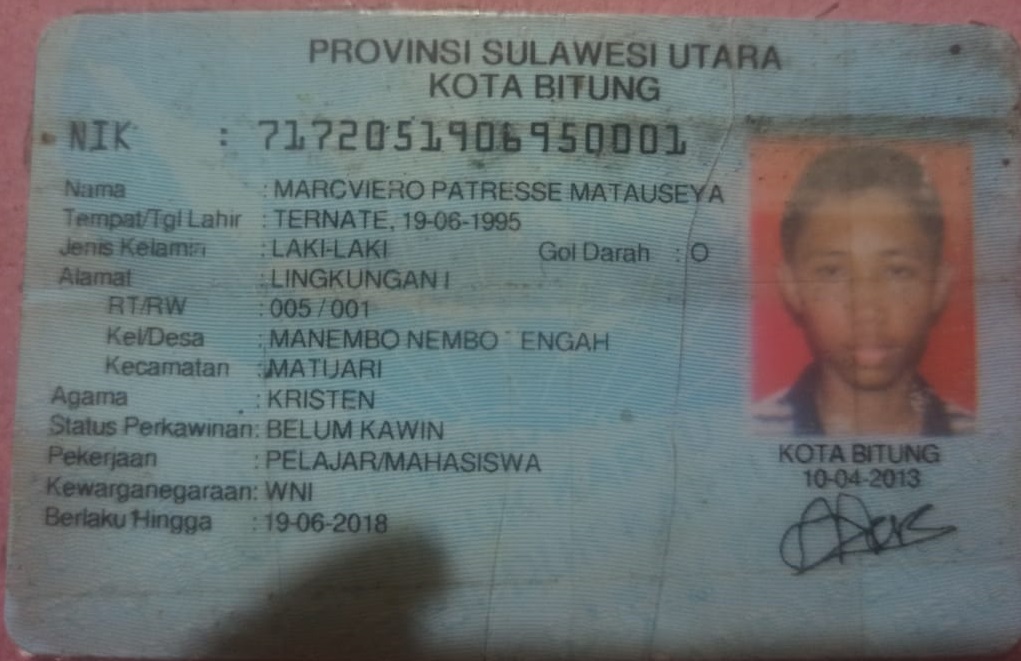 PROVINSI SULAWESI UTARA
KOTA BITUNG
NIK : 7172051906950001
Nama : MARCVIERO PATRESSE MATAUSEYA
Tempat/Tgl Lahir : TERNATE, 19-06-1995
Jenis Kelamin : LAKI-LAKI Gol Darah : O
Alamat : LINGKUNGAN I
RT/RW : 005 / 001
Kel/Desa : MANEMBO NEMBO ENGAH
Kecamatan : MATUARI
Agama : KRISTEN
Status Perkawinan: BELUM KAWIN
Pekerjaan : PELAJAR/MAHASISWA
Kewarganegaraan: WNI
Berlaku Hingga : 19-06-2018
KOTA BITUNG
10-04-2013